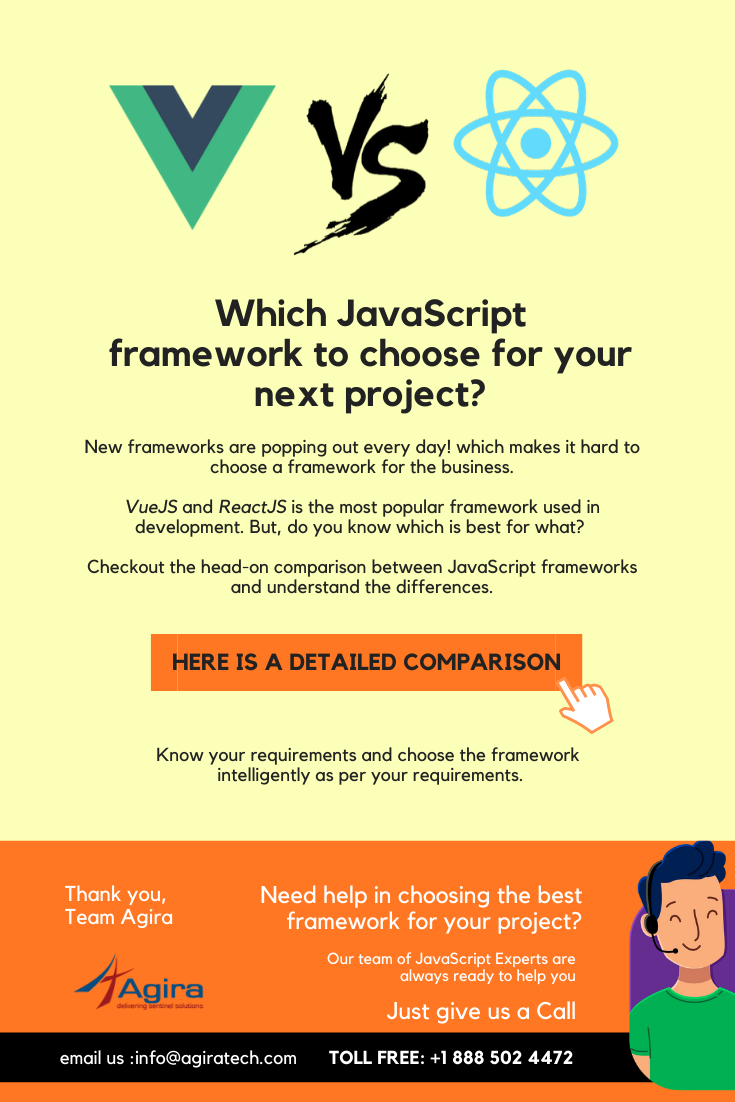 VS
Which JavaScript
framework to choose for your
next project?
New frameworks are popping out every day! which makes it hard to
choose a framework for the business.
VueJS and ReactJS is the most popular framework used in
development. But, do you know which is best for what?
Checkout the head-on comparison between JavaScript frameworks
and understand the differences.
HERE IS A DETAILED COMPARISON
Know your requirements and choose the framework
intelligently as per your requirements.
Thank you,
Team Agira
Agira
delivering sentinel solutions
Need help in choosing the best
framework for your project?
Our team of JavaScript Experts are
always ready to help you
Just give us a Call
email us :info@agiratech.com
TOLL FREE: +1 888 502 4472